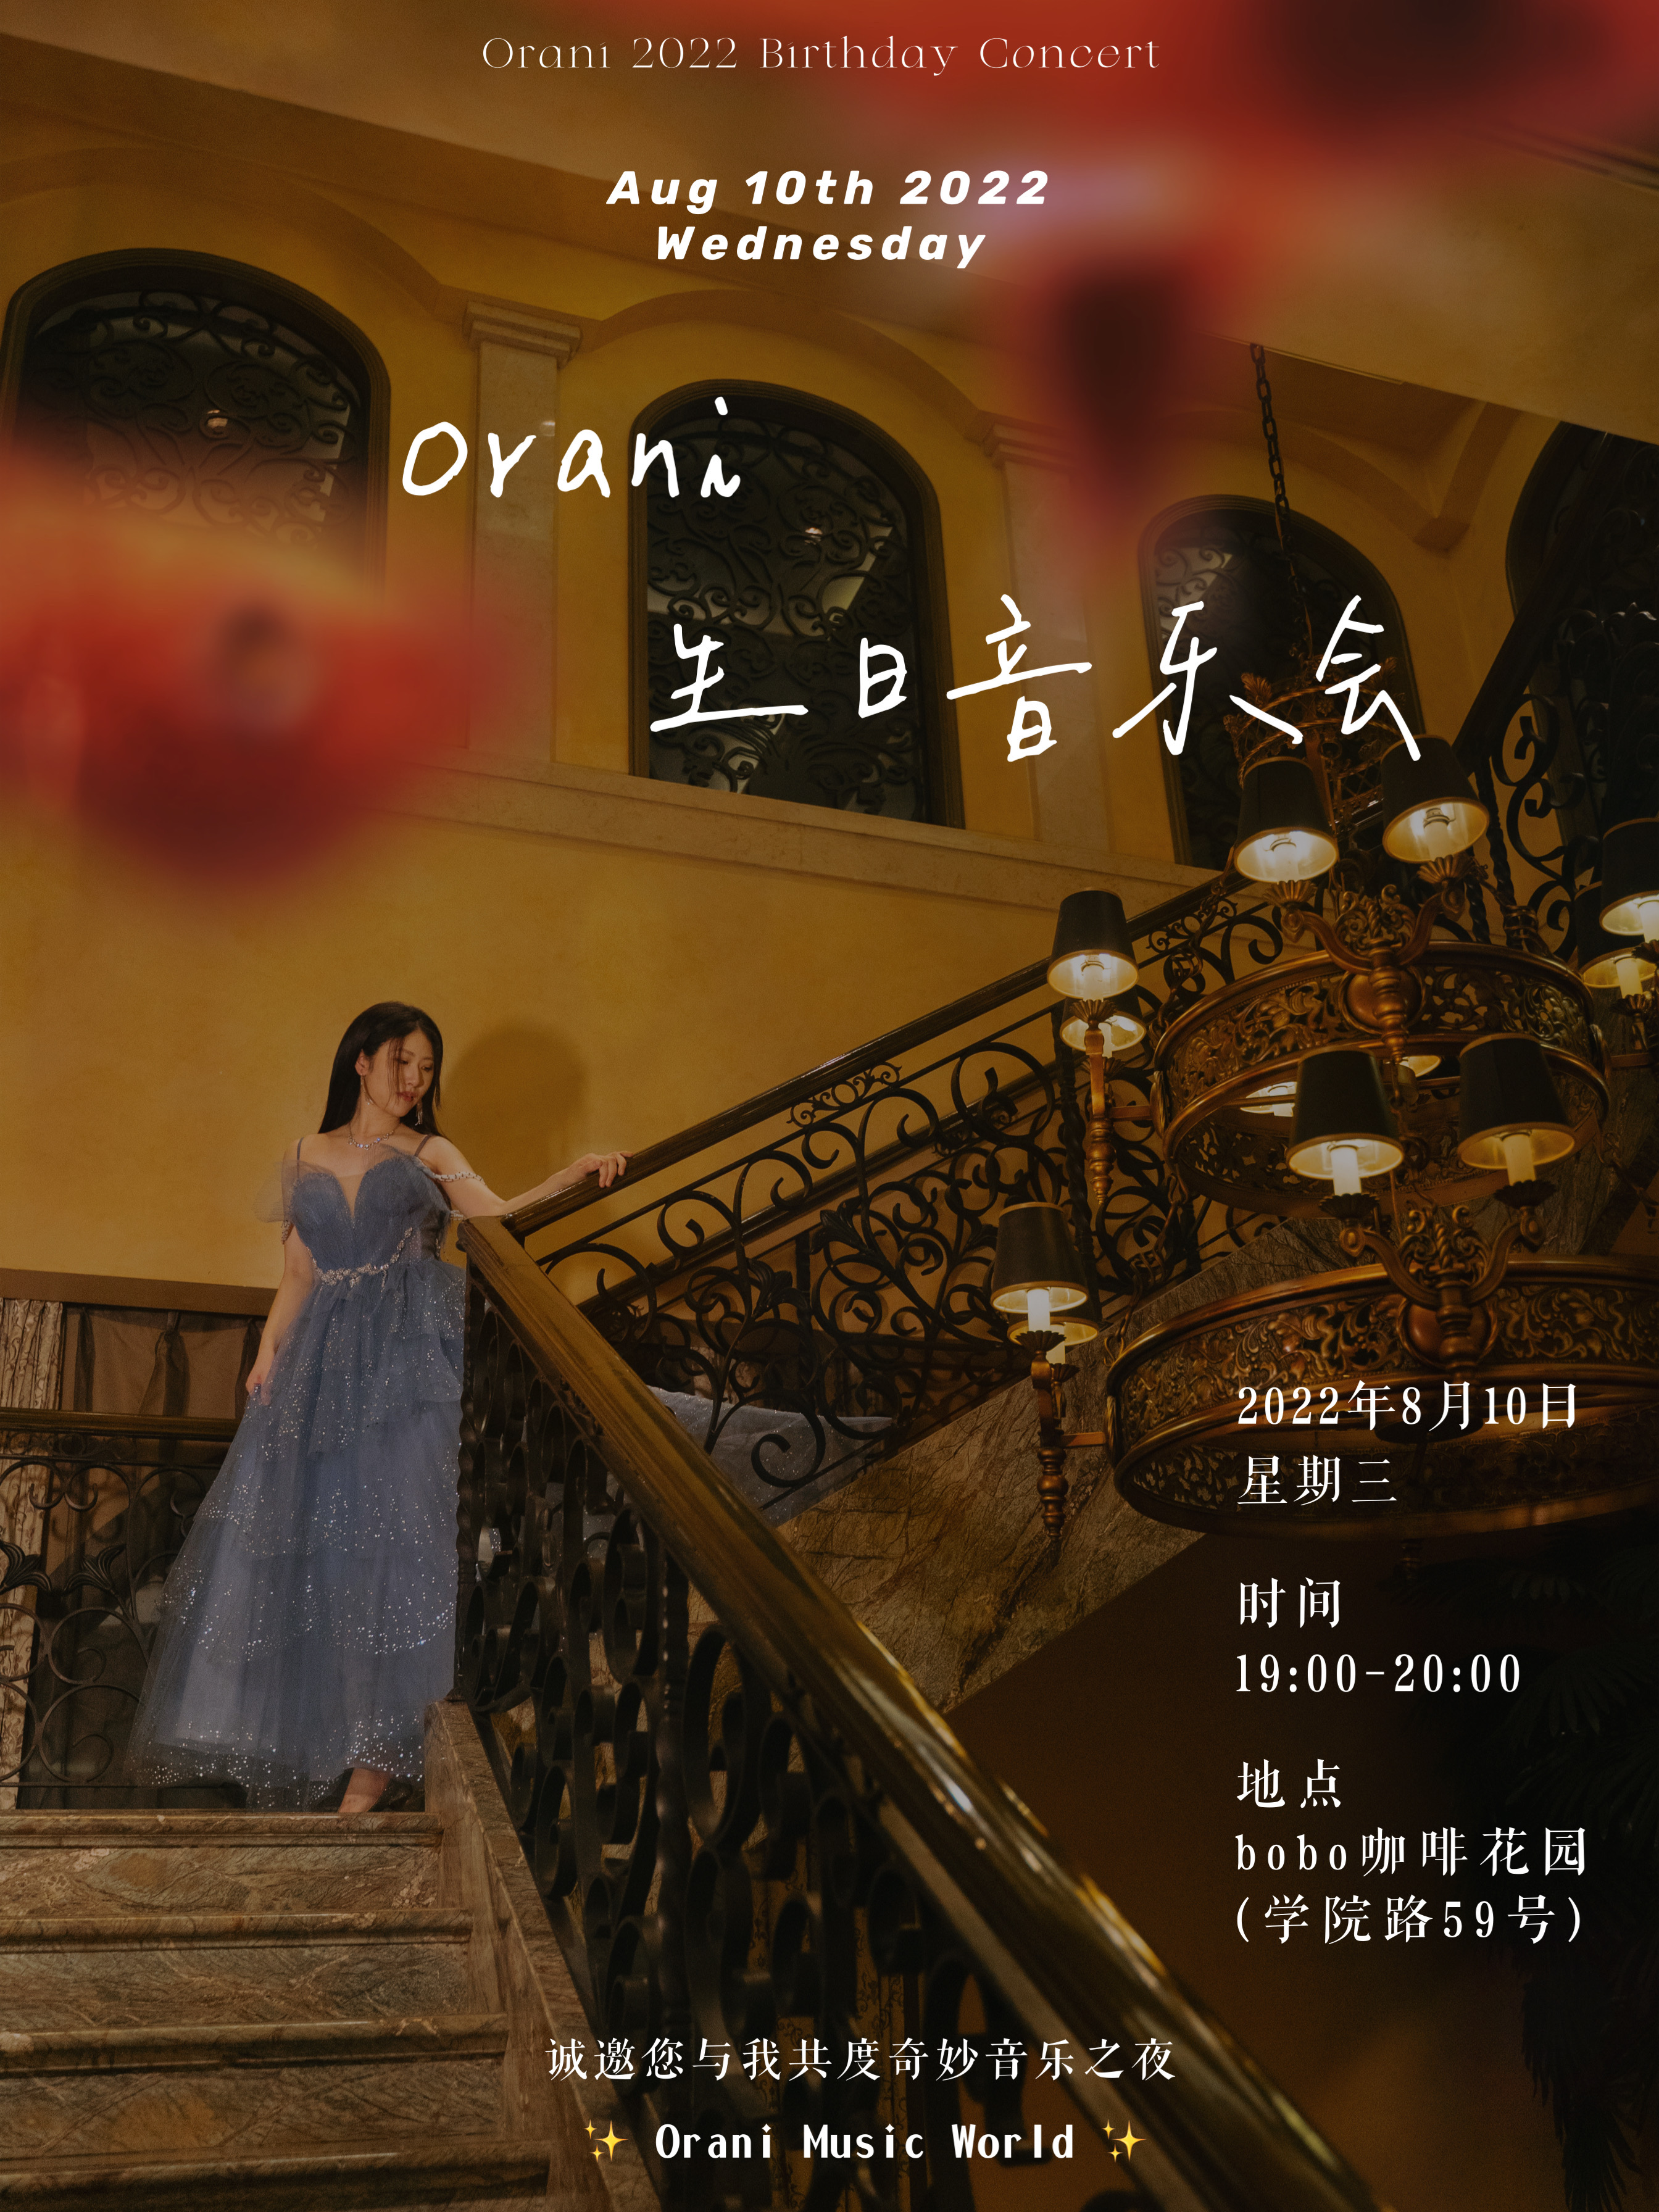 Orani 2022 Birthday Concert
Aug 10th 2022
Wednesday
Orani
生日音乐会
2022年8月10日
星期三
时间
19:00-20:00
地点
bobo咖啡花园
(学院路59号)
诚邀您与我共度奇妙音乐之夜
✨ Orani Music World ✨